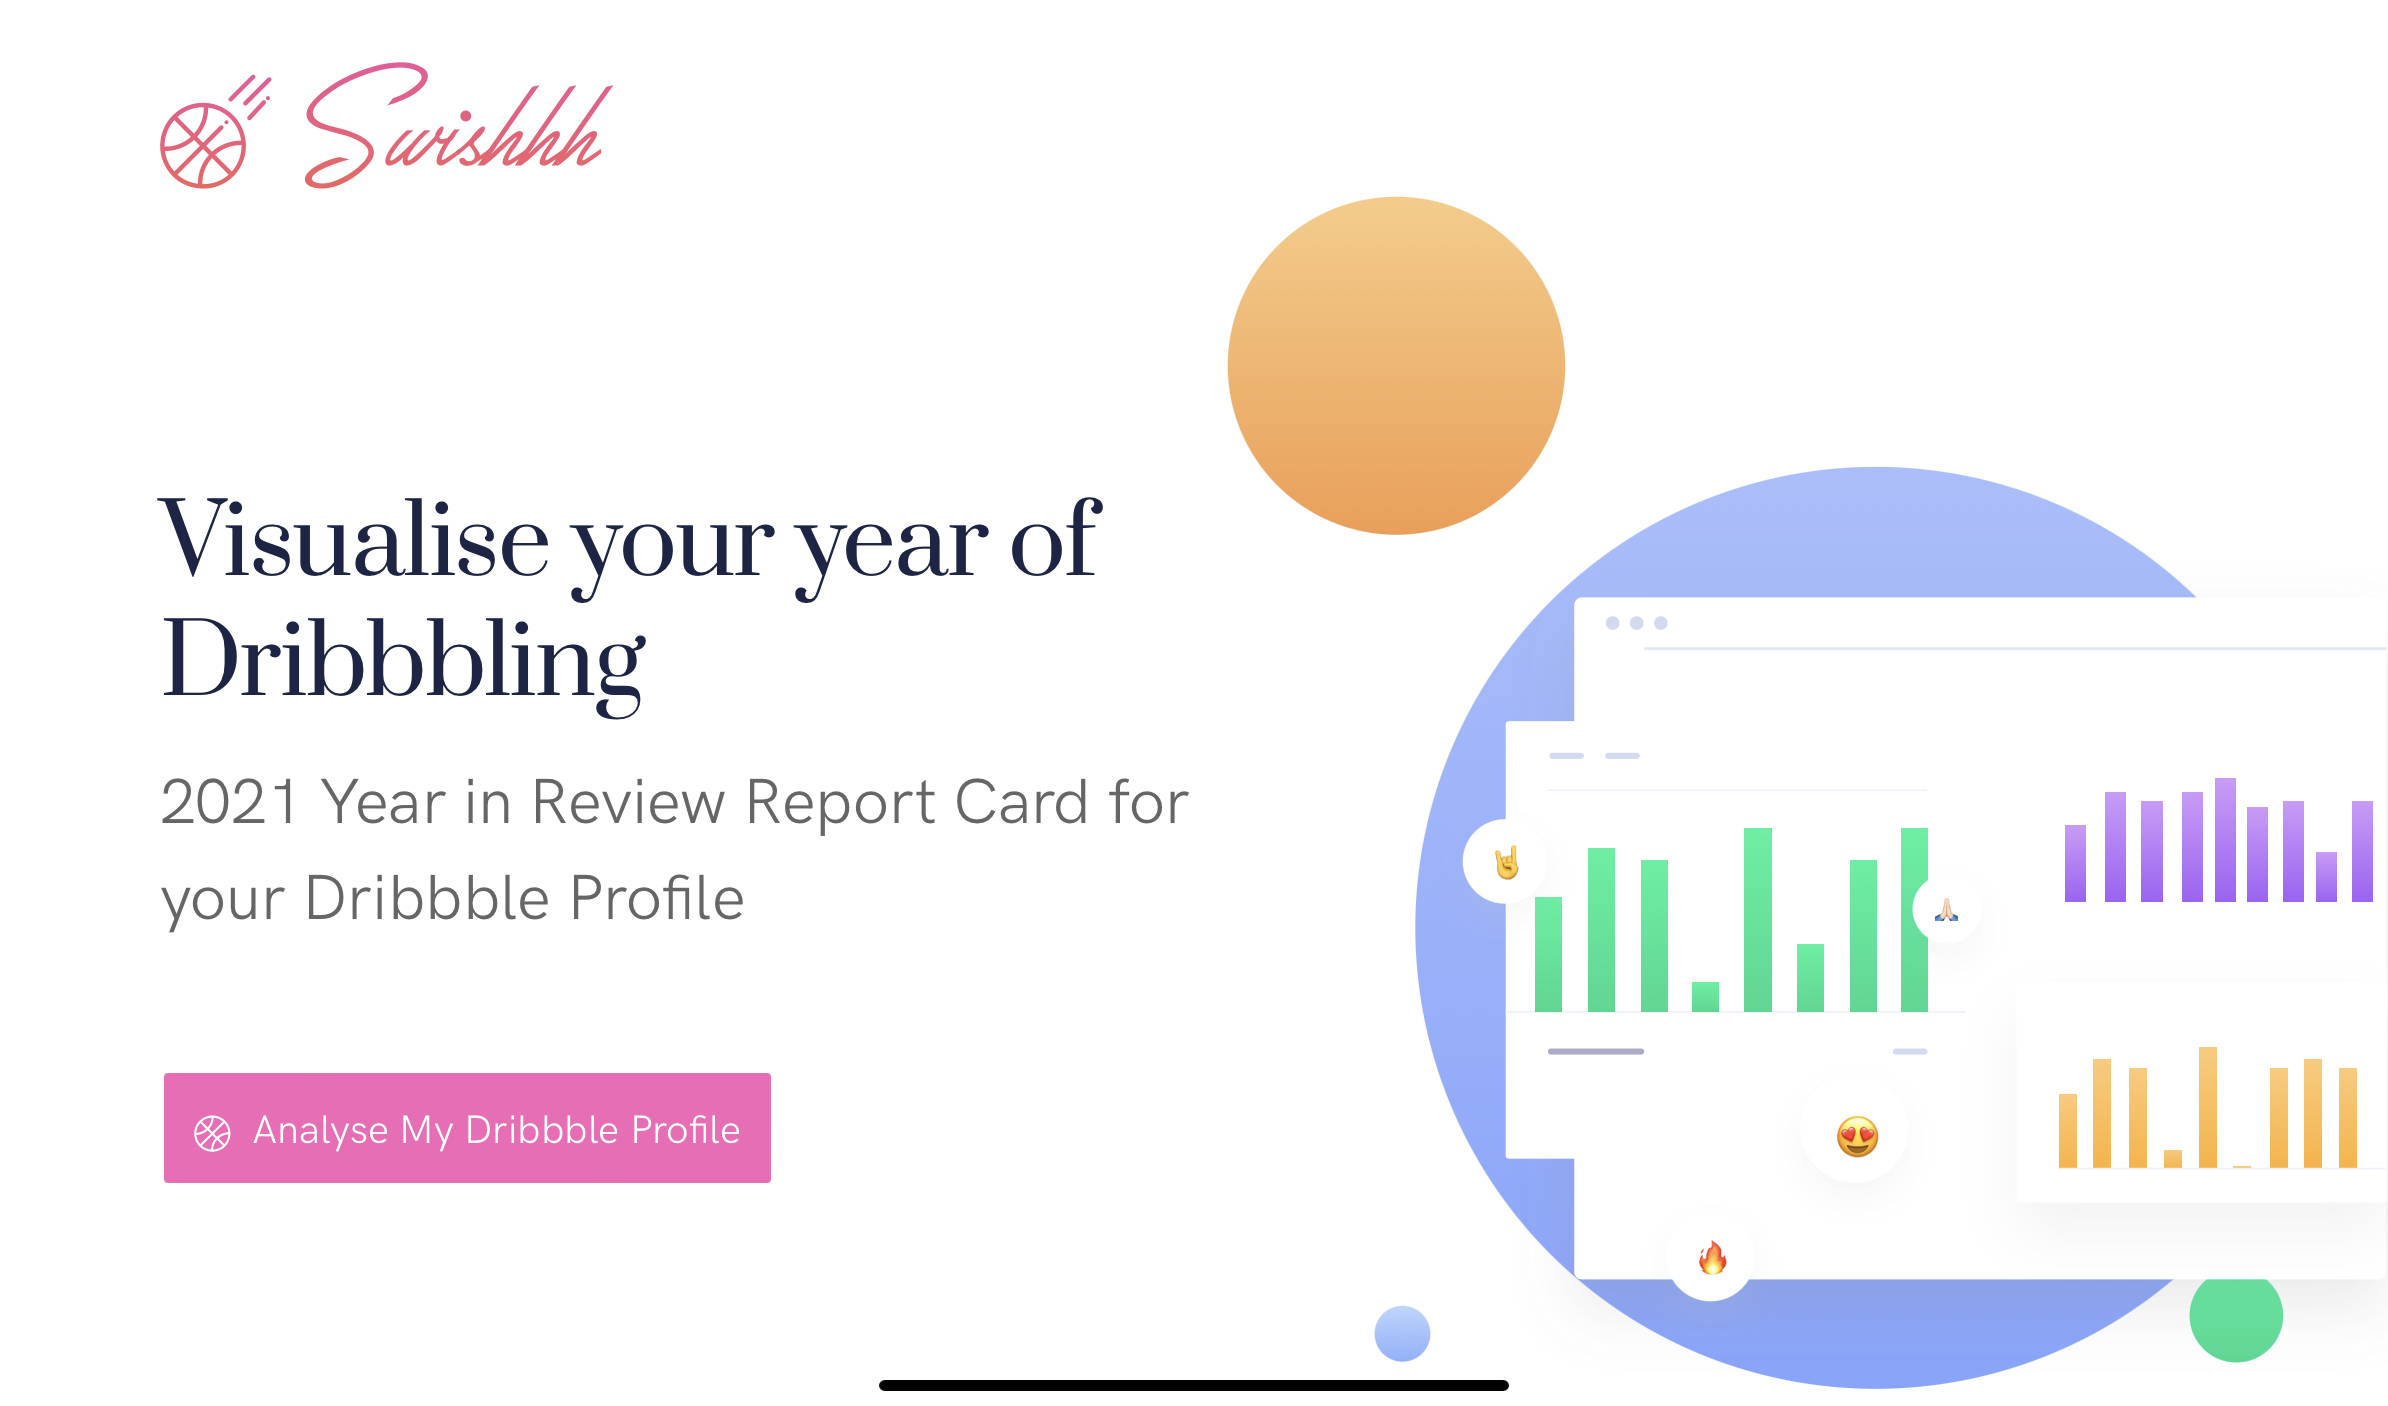 Swishhh
Visualise your year of
Dribbbling
2021 Year in Review Report Card for
your Dribbble Profile
Analyse My Dribbble Profile